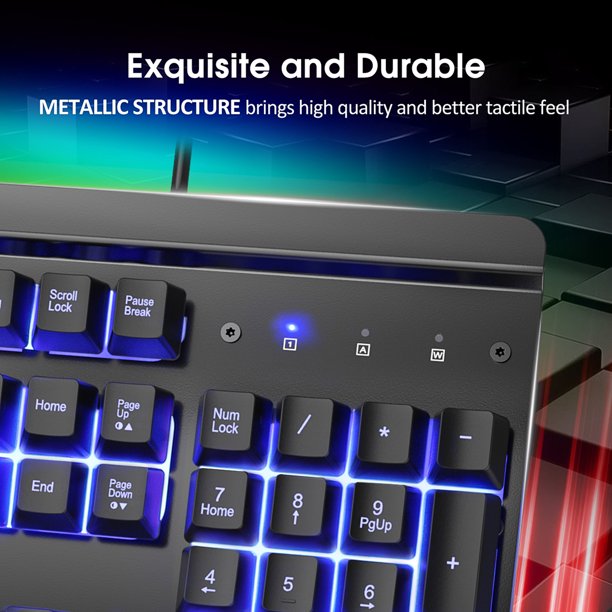 Exquisite and Durable
METALLIC STRUCTURE brings high quality and better tactile feel
Scroll
Lock
Pause
Break
1
A
W
Home
Page
Up
▲
Num
Lock
/
*
-
End
Page
Down
▼
7
Home
8
↑
9
PgUp
+
4
←
5
6
→